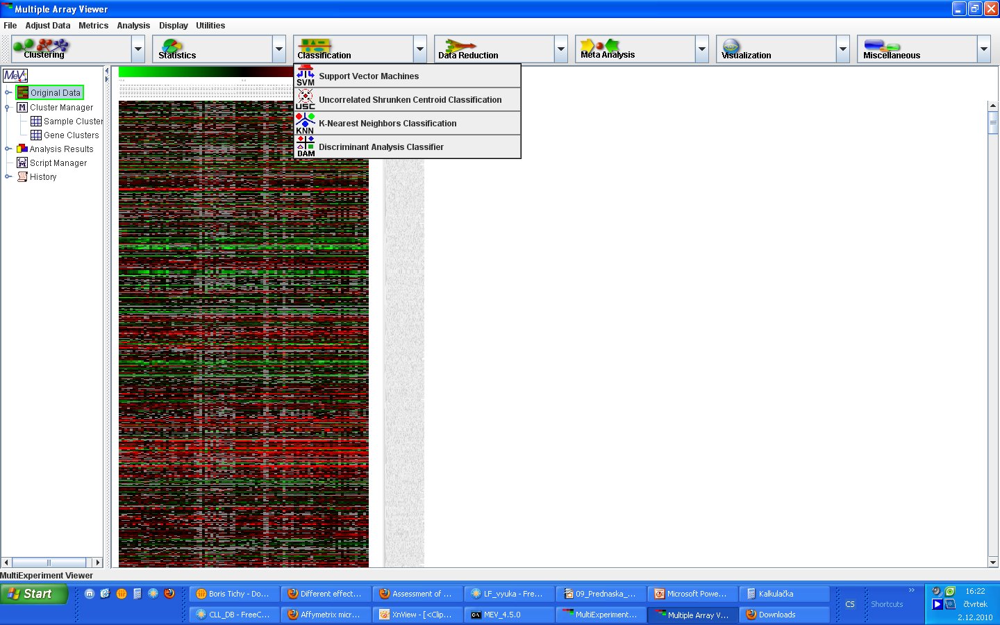 Multiple Array Viewer
File Adjust Data Metrics Analysis Display Utilities
Clustering Statistics Classification Data Reduction Meta Analysis Visualization Miscellaneous
MeV
Original Data
Cluster Manager
Sample Cluster
Gene Clusters
Analysis Results
Script Manager
History
SVM Support Vector Machines
USC Uncorrelated Shrunken Centroid Classification
KNN K-Nearest Neighbors Classification
DAM Discriminant Analysis Classifier
MultiExperiment Viewer
Start
Boris Tichy - Do... Different effect... Assessment of ... LF_vyuka - Fre... 09_Prednaska_... Microsoft Powe... Kalkulačka
CLL_DB - FreeC... Affymetrix micr... XnView - [<Clip... MEV_4.5.0 MultiExperiment... Multiple Array V... Downloads
CS Shortcuts
16:22
čtvrtek
2.12.2010